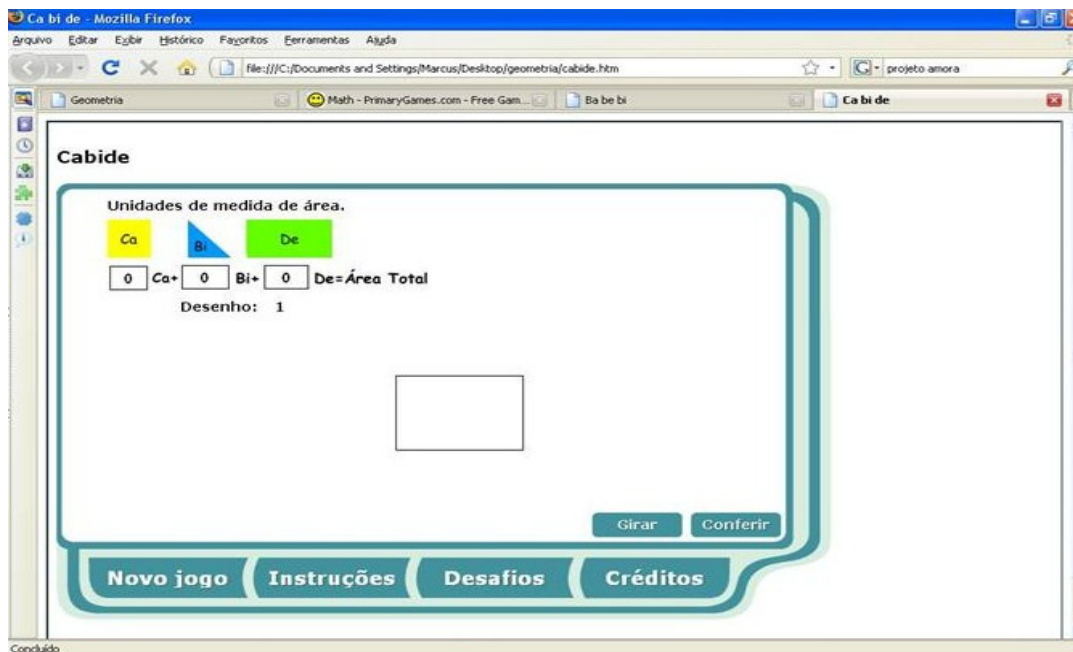 Ca bi de - Mozilla Firefox
Arquivo Editar Exibir Histórico Favoritos Ferramentas Ajuda
file:///C:/Documents and Settings/Marcus/Desktop/geometria/cabide.htm
projeto amora
Geometria
Math - PrimaryGames.com - Free Gam...
Ba be bi
Ca bi de
Cabide
Unidades de medida de área.
Ca Bi De
0 Ca+ 0 Bi+ 0 De=Área Total
Desenho: 1
Girar Conferir
Novo jogo Instruções Desafios Créditos
Concluído